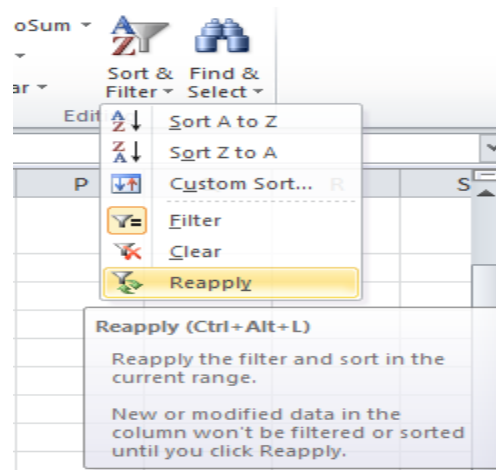 oSum
Sort & Find &
Filter Select
ar
Edit
Sort A to Z
Sort Z to A
P Custom Sort... R S
Filter
Clear
Reapply
Reapply (Ctrl+Alt+L)
Reapply the filter and sort in the
current range.
New or modified data in the
column won't be filtered or sorted
until you click Reapply.